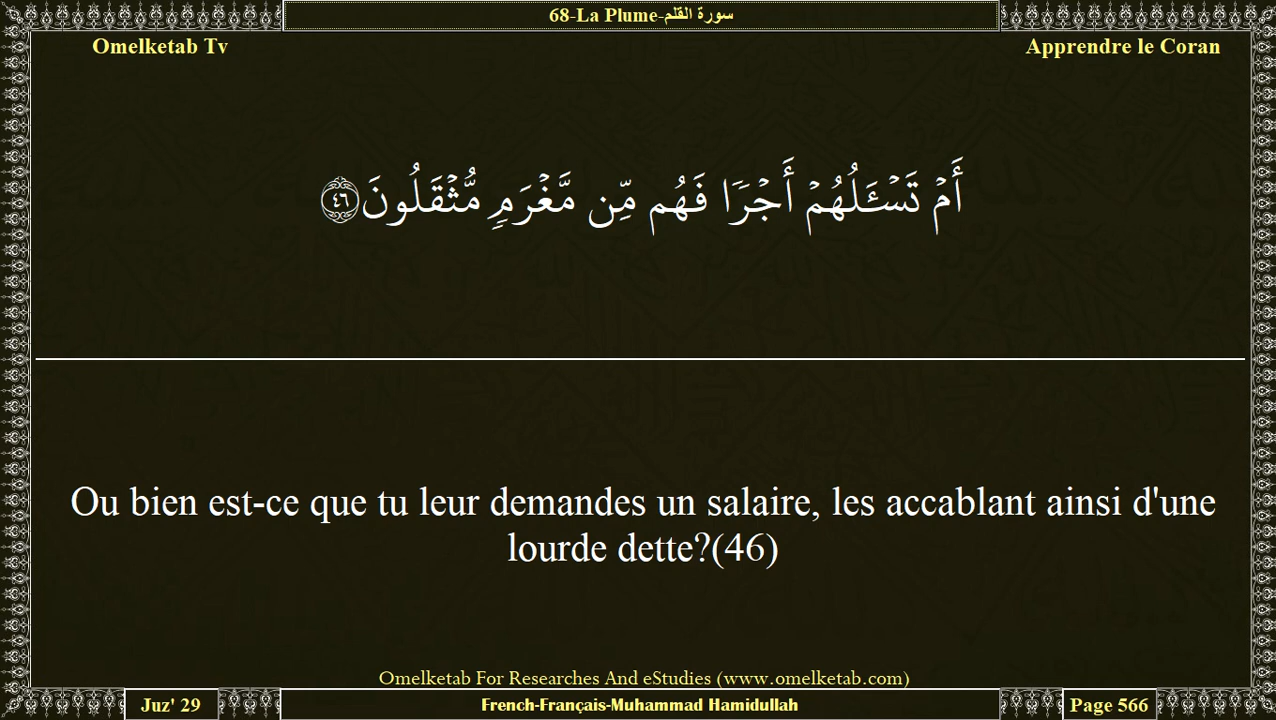 68-La Plume-سورة القلم
Omelketab Tv
Apprendre le Coran
أَمۡ تَسۡـَٔلُهُمۡ أَجۡرٗا فَهُم مِّن مَّغۡرَمٖ مُّثۡقَلُونَ ٤٦
Ou bien est-ce que tu leur demandes un salaire, les accablant ainsi d'une
lourde dette?(46)
Omelketab For Researches And eStudies (www.omelketab.com)
Juz' 29
French-Français-Muhammad Hamidullah
Page 566